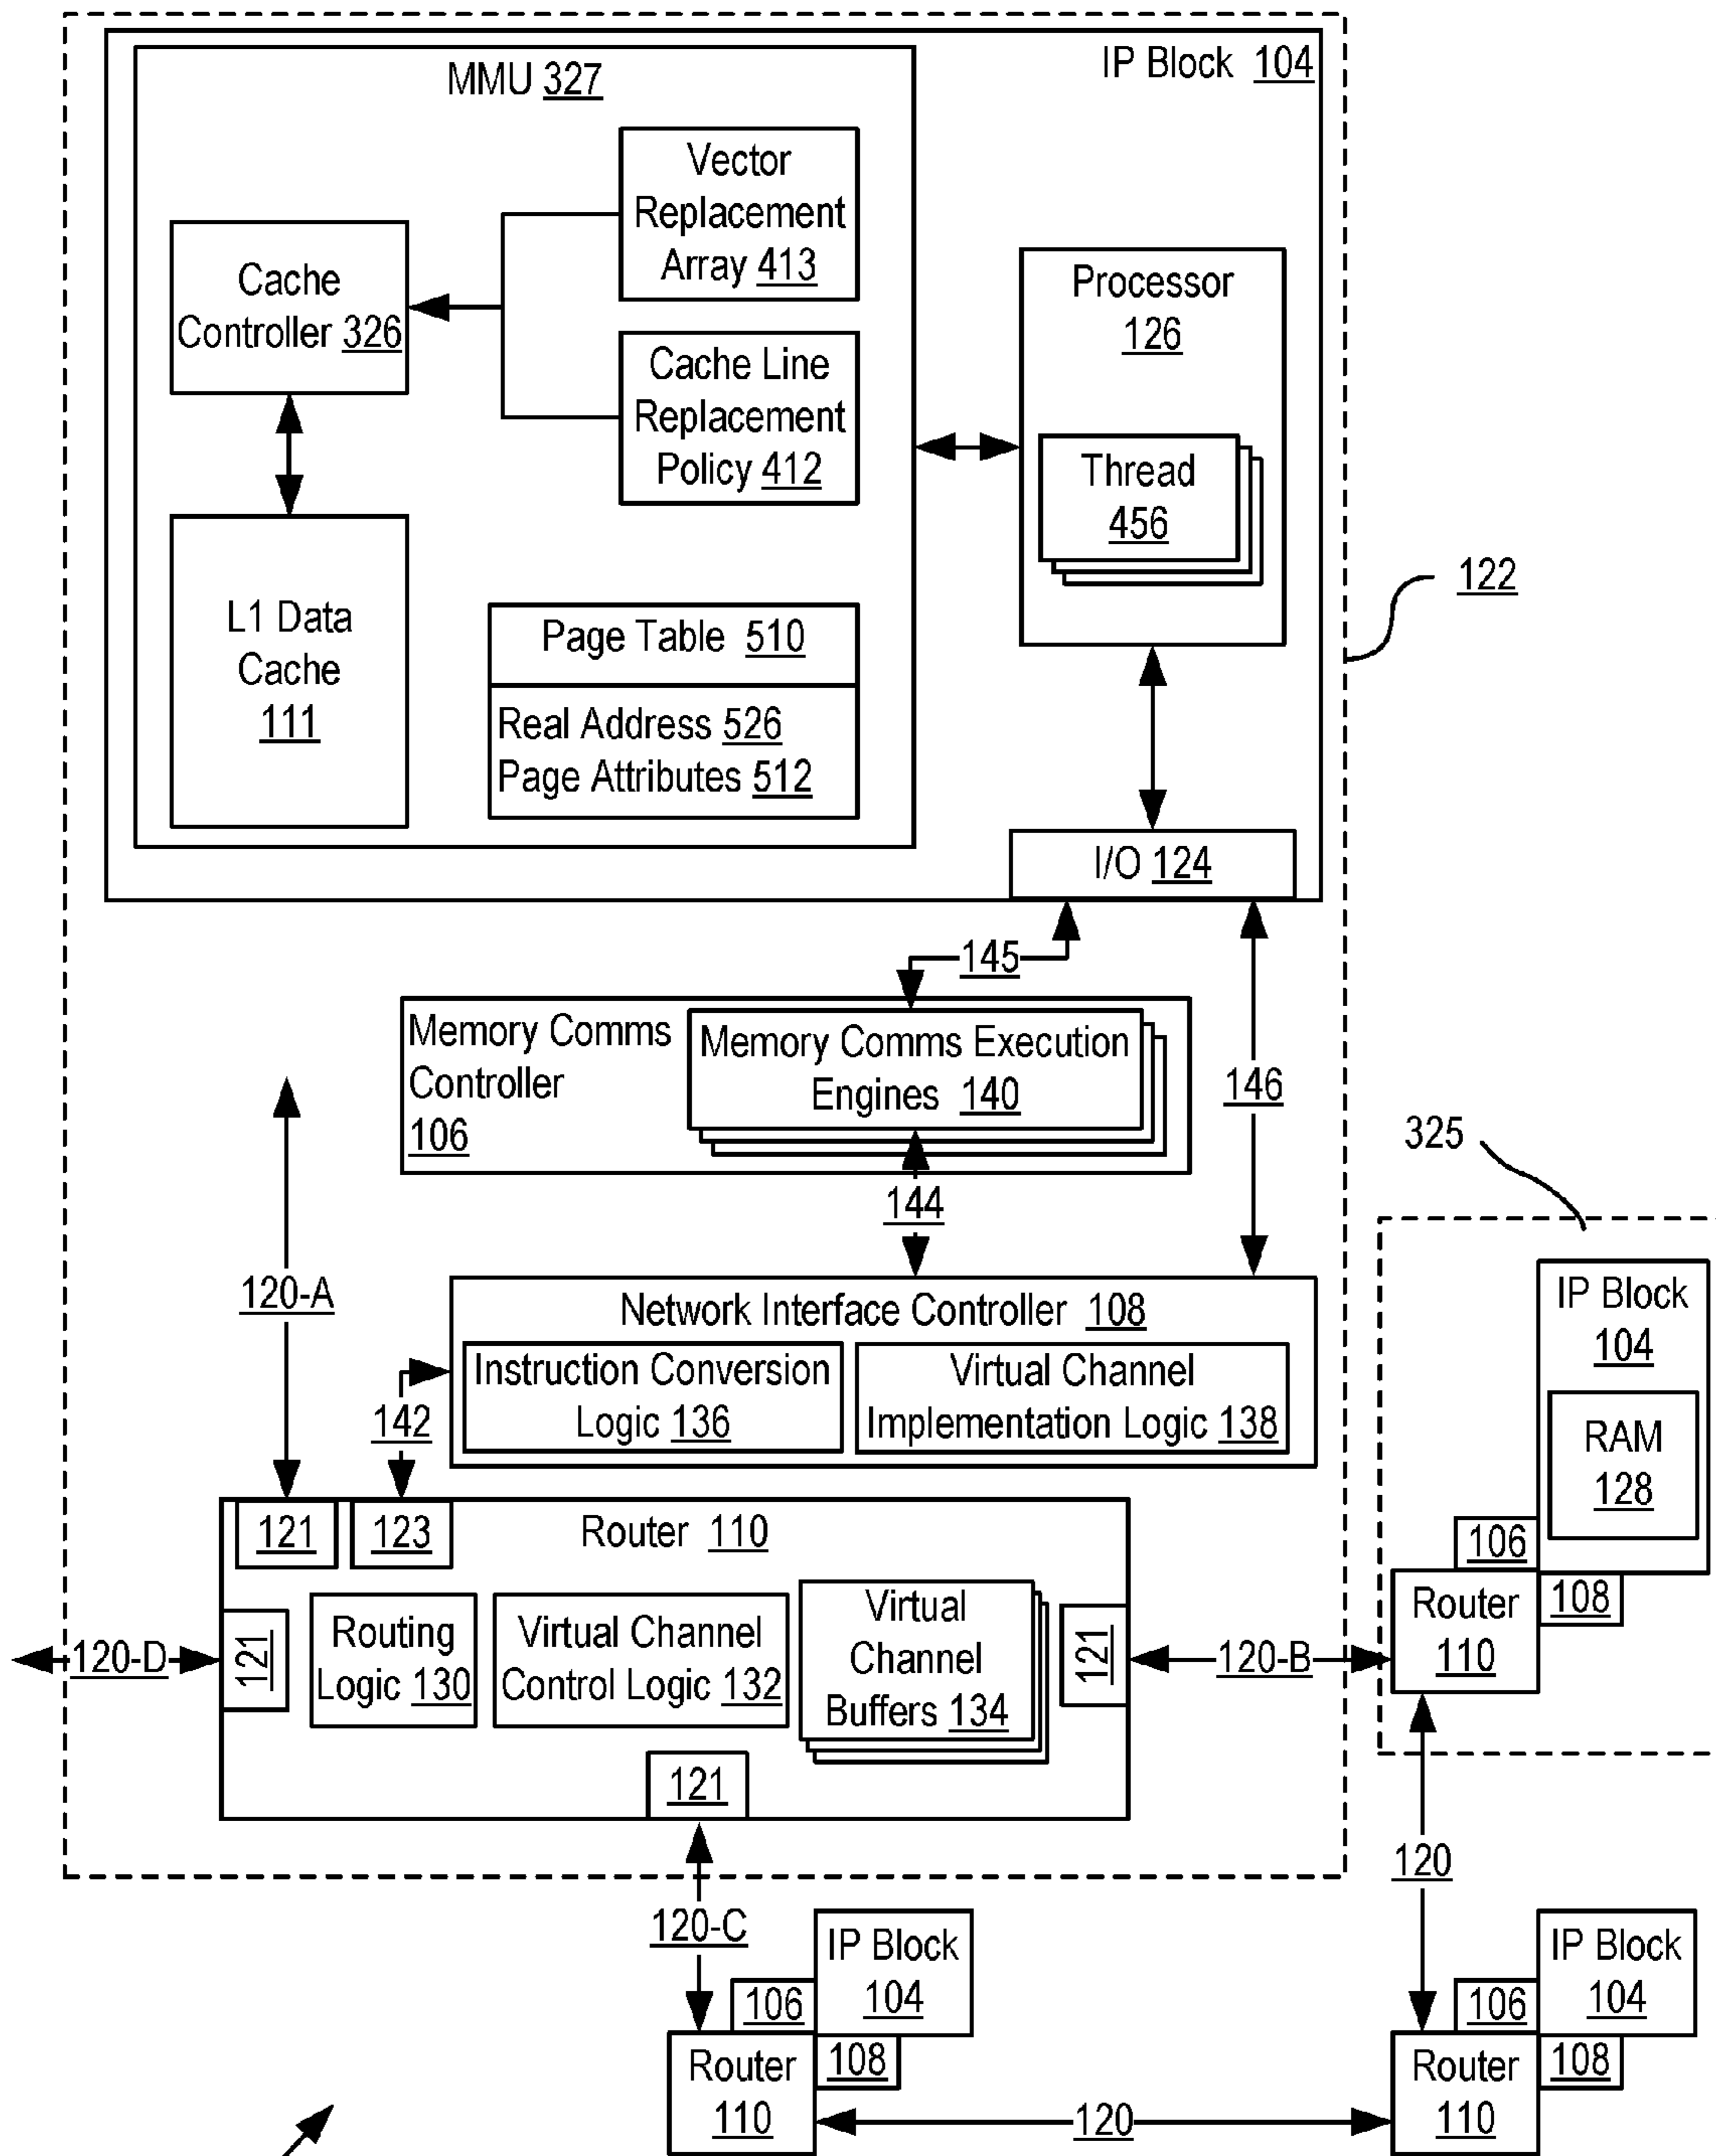 IP Block 104
MMU 327
Vector
Replacement
Array 413
Cache
Controller 326
Cache Line
Replacement
Policy 412
Processor
126
Thread
456
122
L1 Data
Cache
111
Page Table 510
Real Address 526
Page Attributes 512
I/O 124
145
Memory Comms
Controller
106
Memory Comms Execution
Engines 140
146
144
325
120-A
Network Interface Controller 108
Instruction Conversion
Logic 136
Virtual Channel
Implementation Logic 138
142
IP Block
104
RAM
128
106
108
Router
110
121
123
Router 110
120-D
121
Routing
Logic 130
Virtual Channel
Control Logic 132
Virtual
Channel
Buffers 134
121
120-B
121
120
120-C
IP Block
104
106
108
Router
110
120
IP Block
104
106
108
Router
110